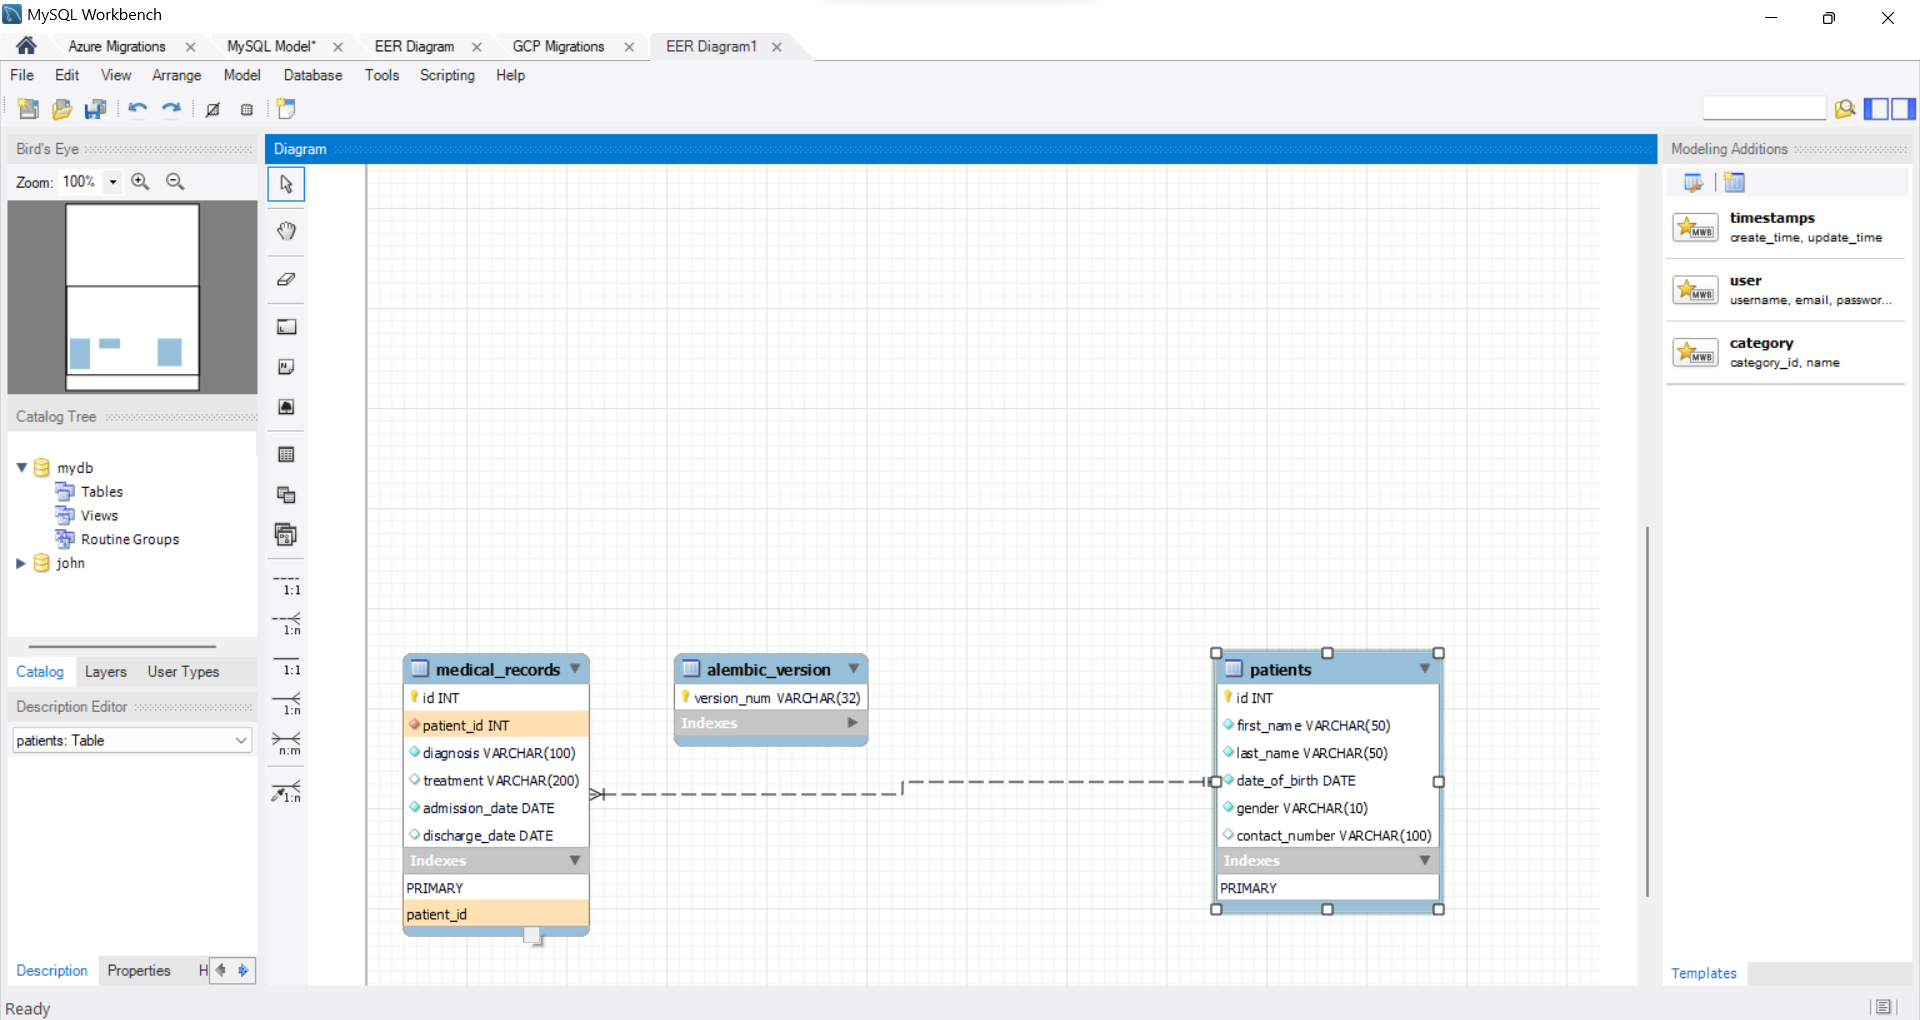 MySQL Workbench
Azure Migrations
MySQL Model*
EER Diagram
GCP Migrations
EER Diagram1
File Edit View Arrange Model Database Tools Scripting Help
Bird's Eye
Zoom: 100%
Catalog Tree
mydb
Tables
Views
Routine Groups
john
Catalog Layers User Types
Description Editor
patients: Table
Description Properties H
Ready
Diagram
1:1
1:n
1:1
1:n
n:m
1:n
medical_records
id INT
patient_id INT
diagnosis VARCHAR(100)
treatment VARCHAR(200)
admission_date DATE
discharge_date DATE
Indexes
PRIMARY
patient_id
alembic_version
version_num VARCHAR(32)
Indexes
patients
id INT
first_name VARCHAR(50)
last_name VARCHAR(50)
date_of_birth DATE
gender VARCHAR(10)
contact_number VARCHAR(100)
Indexes
PRIMARY
Modeling Additions
MWB
timestamps
create_time, update_time
MWB
user
username, email, passwor...
MWB
category
category_id, name
Templates